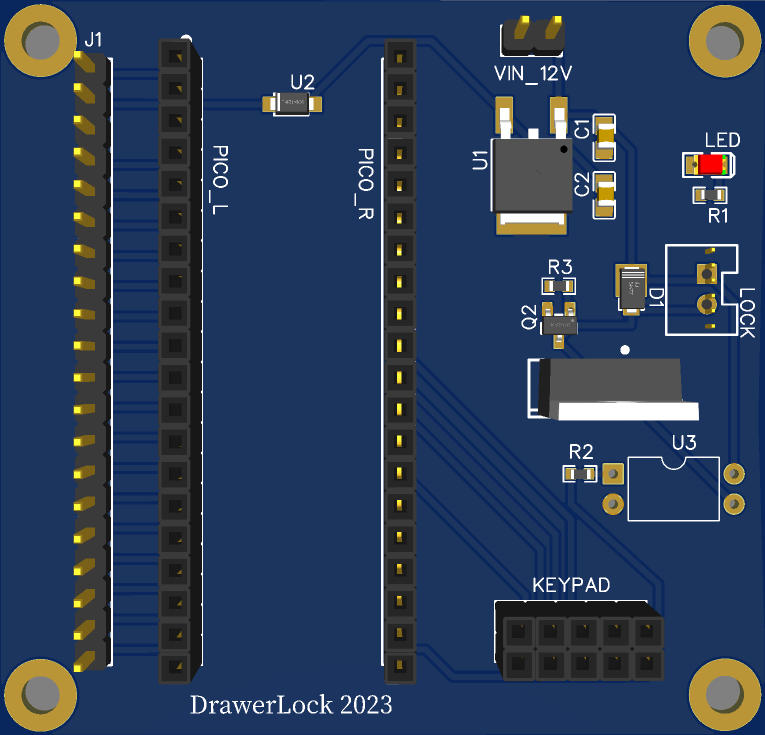 J1
VIN_12V
U2
C1
LED
PICO_L
PICO_R
U1
C2
R1
R3
D1
LOCK
Q2
R2
U3
KEYPAD
DrawerLock 2023